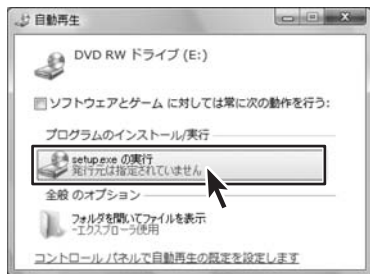 自動再生
DVD RW ドライブ (E:)
ソフトウェアとゲーム に対しては常に次の動作を行う:
プログラムのインストール/実行
setup.exe の実行
発行元は指定されていません
全般 のオプション
フォルダを開いてファイルを表示
-エクスプローラ使用
コントロール パネルで自動再生の既定を設定します